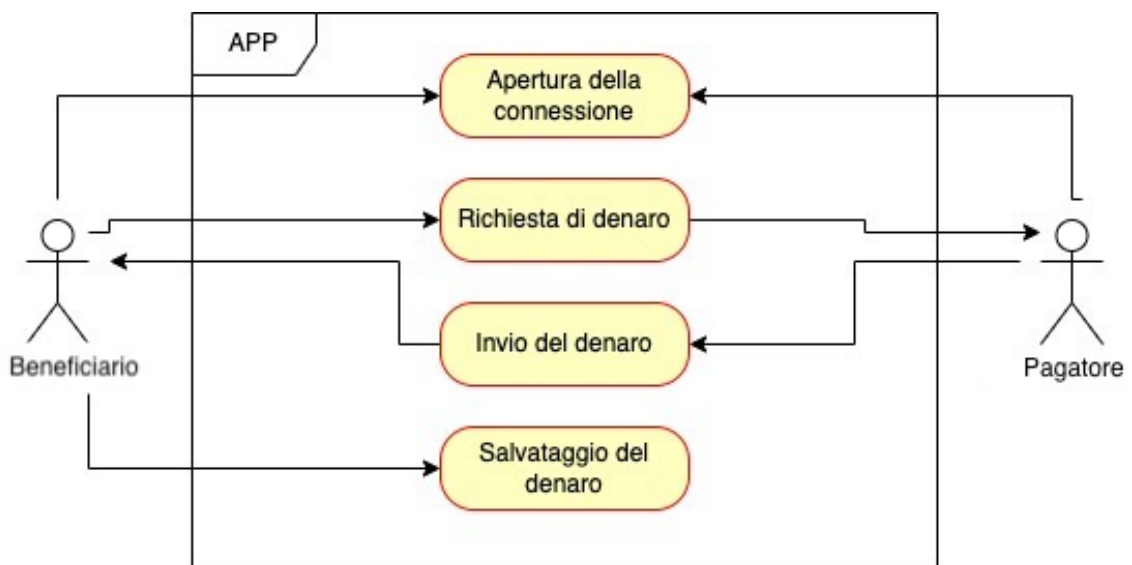 APP
Apertura della
connessione
Richiesta di denaro
Invio del denaro
Beneficiario
Pagatore
Salvataggio del
denaro